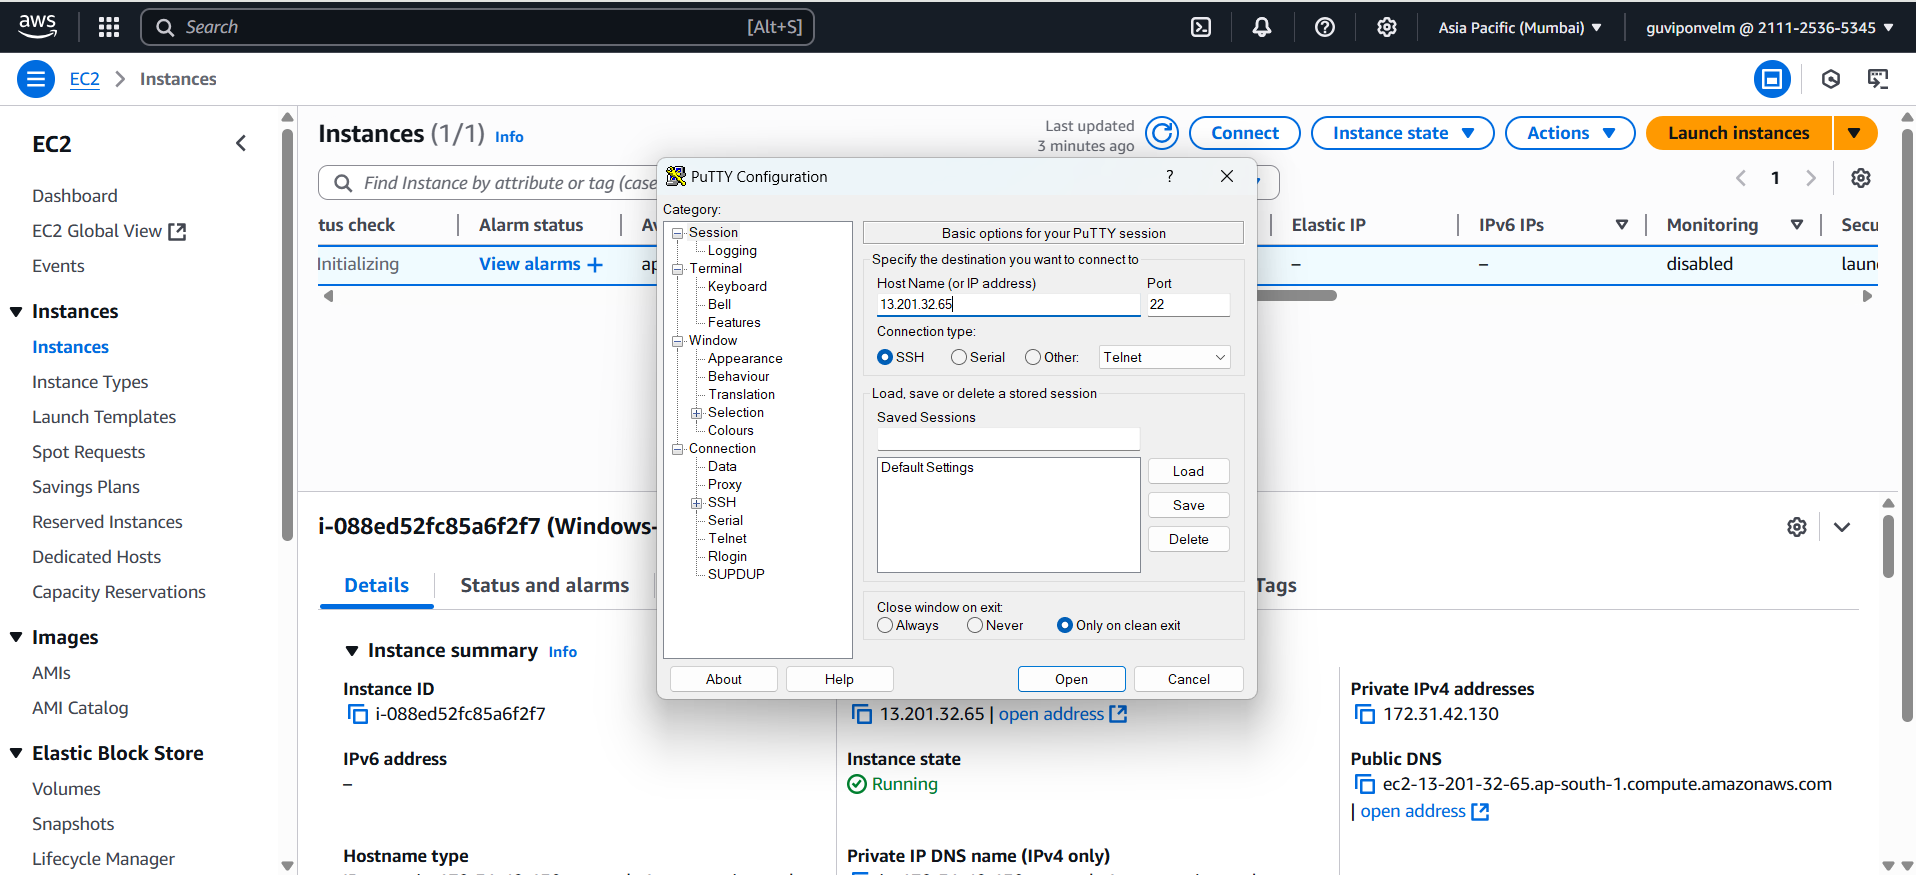 aws
Search
[Alt+S]
Asia Pacific (Mumbai)
guviponvelm @ 2111-2536-5345
EC2
Instances
EC2
Dashboard
EC2 Global View
Events
Instances
Instances
Instance Types
Launch Templates
Spot Requests
Savings Plans
Reserved Instances
Dedicated Hosts
Capacity Reservations
Images
AMIs
AMI Catalog
Elastic Block Store
Volumes
Snapshots
Lifecycle Manager
Instances (1/1) Info
Last updated
3 minutes ago
Connect
Instance state
Actions
Launch instances
Find Instance by attribute or tag (case
1
tus check
Alarm status
Av
Elastic IP
IPv6 IPs
Monitoring
Secu
Initializing
View alarms +
ap
–
–
disabled
laun
PuTTY Configuration
?
Category:
Session
Logging
Terminal
Keyboard
Bell
Features
Window
Appearance
Behaviour
Translation
Selection
Colours
Connection
Data
Proxy
SSH
Serial
Telnet
Rlogin
SUPDUP
Basic options for your PuTTY session
Specify the destination you want to connect to
Host Name (or IP address)
Port
13.201.32.65
22
Connection type:
SSH
Serial
Other:
Telnet
Load, save or delete a stored session
Saved Sessions
Default Settings
Load
Save
Delete
Close window on exit:
Always
Never
Only on clean exit
About
Help
Open
Cancel
i-088ed52fc85a6f2f7 (Windows-
Details
Status and alarms
Tags
Instance summary Info
Instance ID
i-088ed52fc85a6f2f7
13.201.32.65 | open address
Private IPv4 addresses
172.31.42.130
IPv6 address
–
Instance state
Running
Public DNS
ec2-13-201-32-65.ap-south-1.compute.amazonaws.com
| open address
Hostname type
Private IP DNS name (IPv4 only)